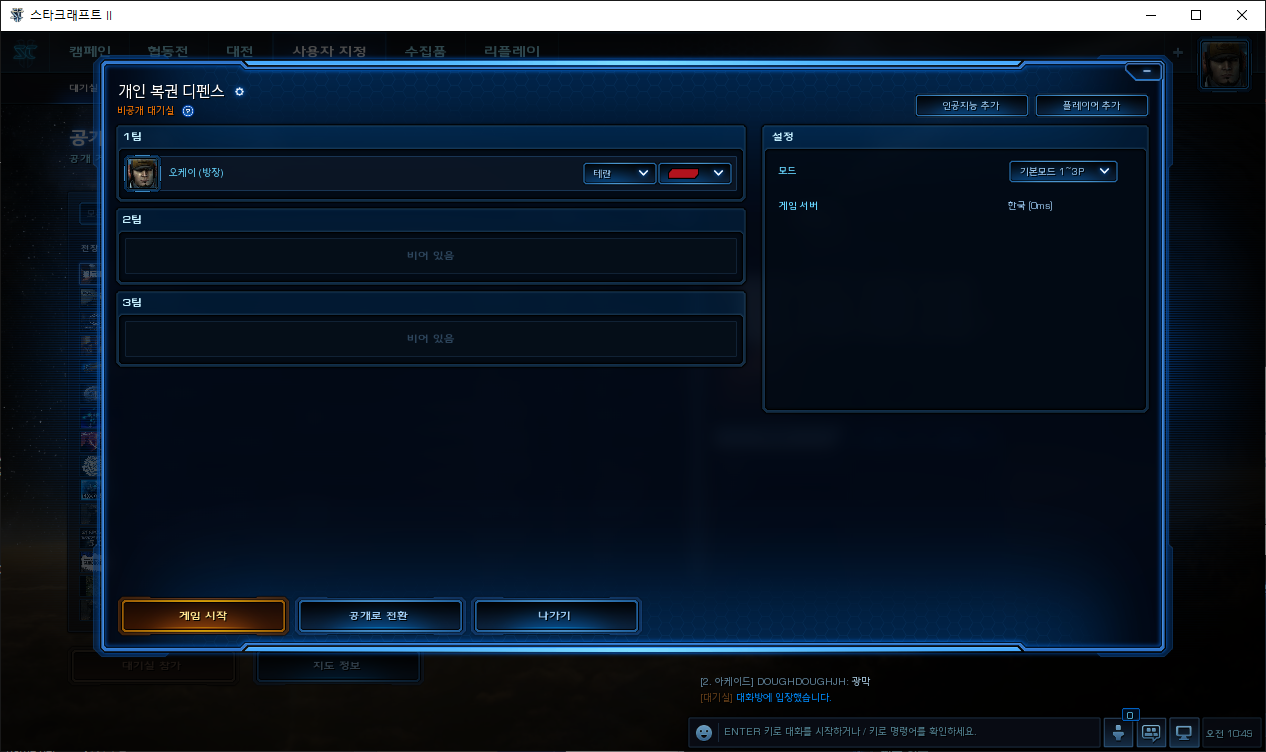 스타크래프트 II
캠페인 협동전 대전 사용자 지정 수집품 리플레이
대기실
개인 복권 디펜스
비공개 대기실 ?
인공지능 추가 플레이어 추가
공개
1팀
설정
오케이 (방장) 테란
모드 기본모드 1~3P
2팀
게임 서버 한국 (0ms)
비어 있음
3팀
비어 있음
게임 시작 공개로 전환 나가기
대기실 참가 지도 정보
[2. 아케이드] DOUGHDOUGHJH: 광막
[대기실] 대화방에 입장했습니다.
0
ENTER 키로 대화를 시작하거나 / 키로 명령어를 확인하세요.
오전 10:49